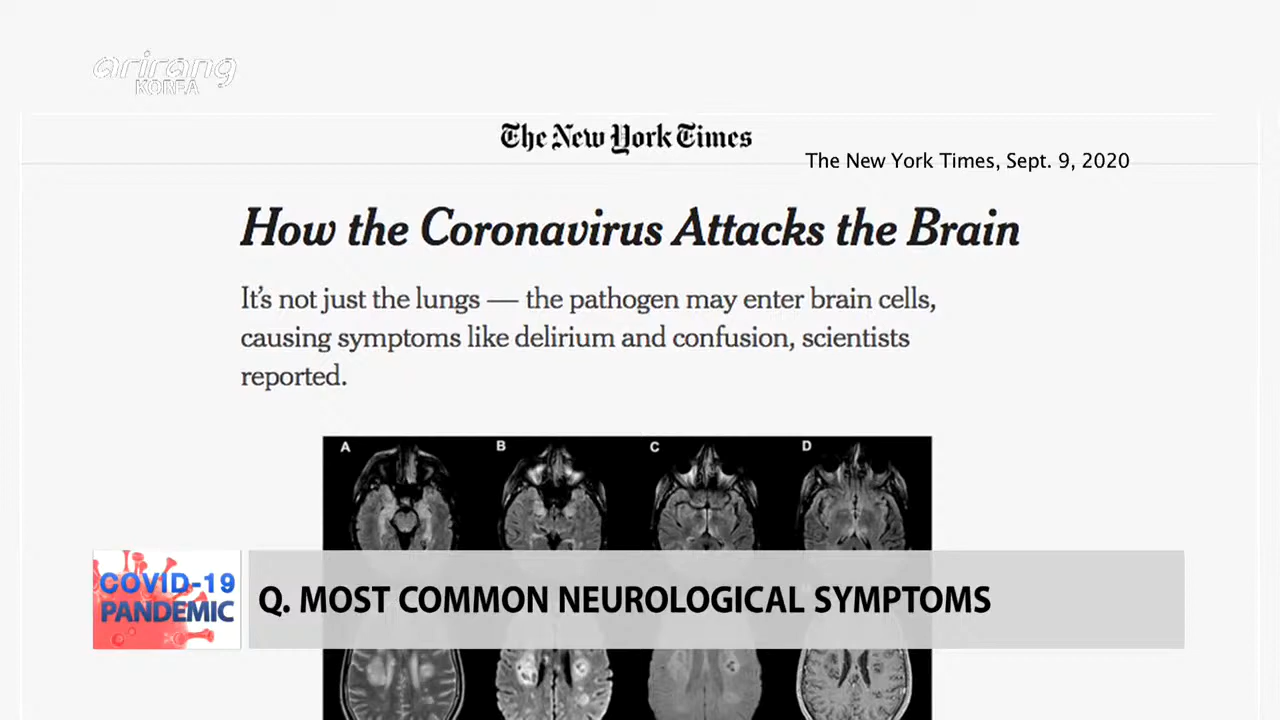 arirang
KOREA
The New York Times
The New York Times, Sept. 9, 2020
How the Coronavirus Attacks the Brain
It's not just the lungs — the pathogen may enter brain cells,
causing symptoms like delirium and confusion, scientists
reported.
A B C D
COVID-19
PANDEMIC
Q. MOST COMMON NEUROLOGICAL SYMPTOMS